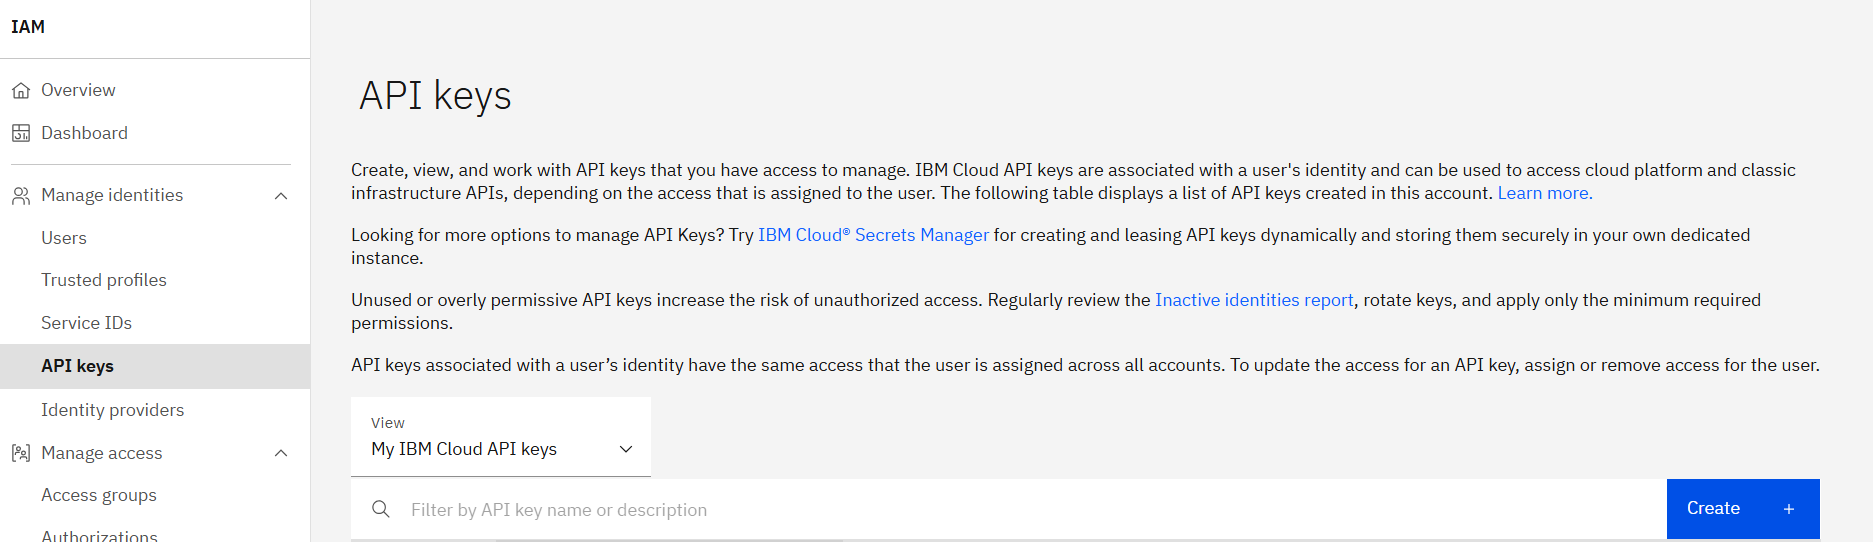 IAM
Overview
Dashboard
Manage identities
Users
Trusted profiles
Service IDs
API keys
Identity providers
Manage access
Access groups
Authorizations
API keys
Create, view, and work with API keys that you have access to manage. IBM Cloud API keys are associated with a user's identity and can be used to access cloud platform and classic
infrastructure APIs, depending on the access that is assigned to the user. The following table displays a list of API keys created in this account. Learn more.
Looking for more options to manage API Keys? Try IBM Cloud® Secrets Manager for creating and leasing API keys dynamically and storing them securely in your own dedicated
instance.
Unused or overly permissive API keys increase the risk of unauthorized access. Regularly review the Inactive identities report, rotate keys, and apply only the minimum required
permissions.
API keys associated with a user’s identity have the same access that the user is assigned across all accounts. To update the access for an API key, assign or remove access for the user.
View
My IBM Cloud API keys
Filter by API key name or description
Create +